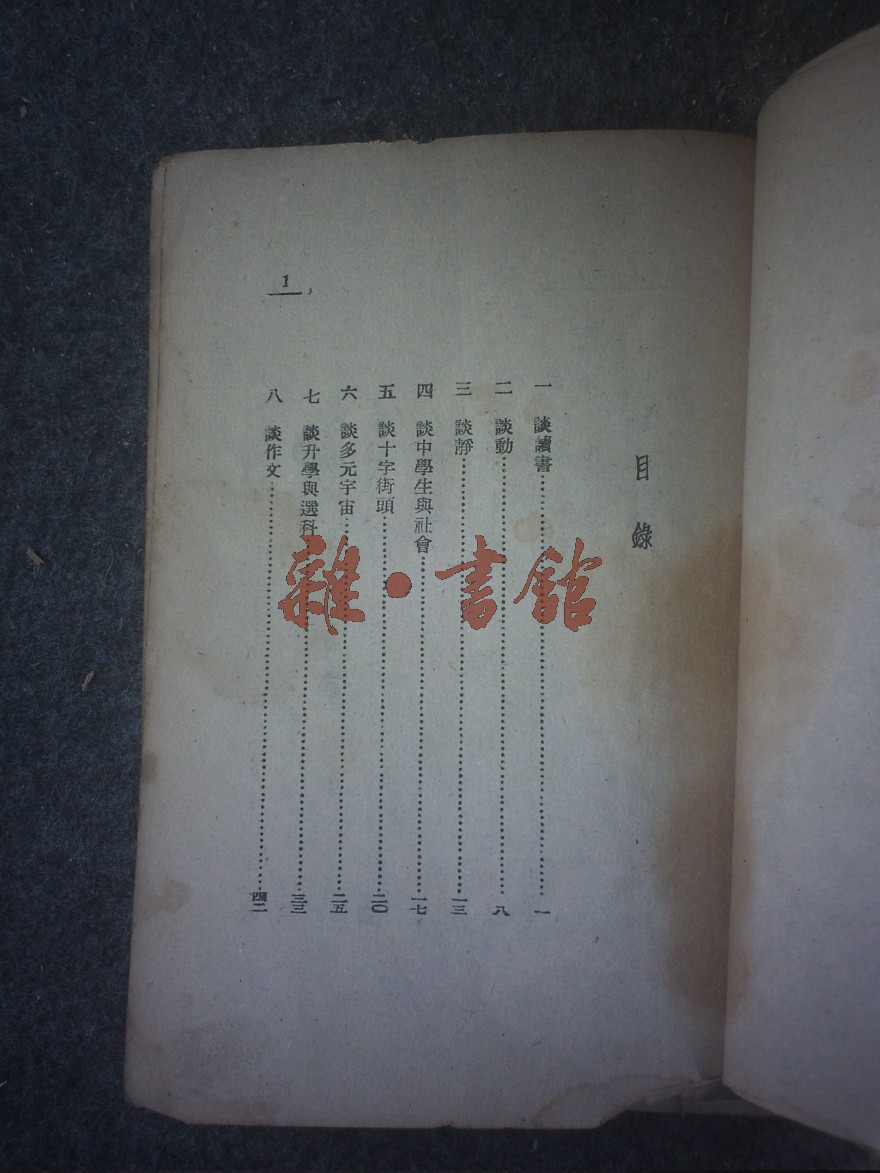 目錄
一 談讀書……一
二 談動……八
三 談靜……一三
四 談中學生與社會……一七
五 談十字街頭……二〇
六 談多元宇宙……二五
七 談升學與選科……三三
八 談作文……四二
1
雜·書館